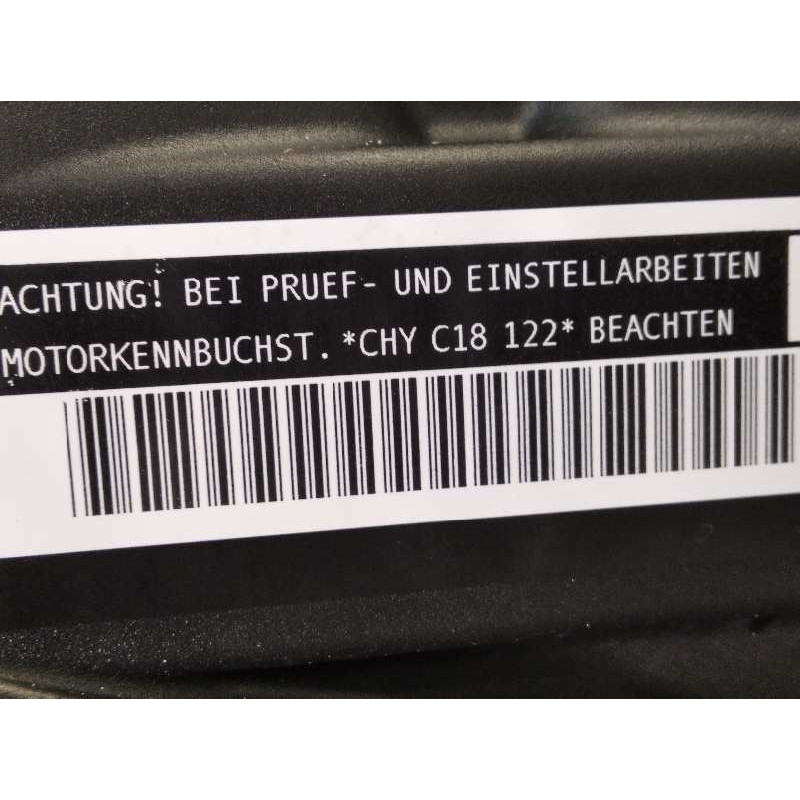 ACHTUNG! BEI PRUEF- UND EINSTELLARBEITEN
MOTORKENNBUCHST. *CHY C18 122* BEACHTEN